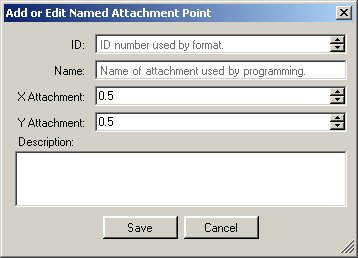 Add or Edit Named Attachment Point
ID: ID number used by format.
Name: Name of attachment used by programming.
X Attachment: 0.5
Y Attachment: 0.5
Description:
Save Cancel